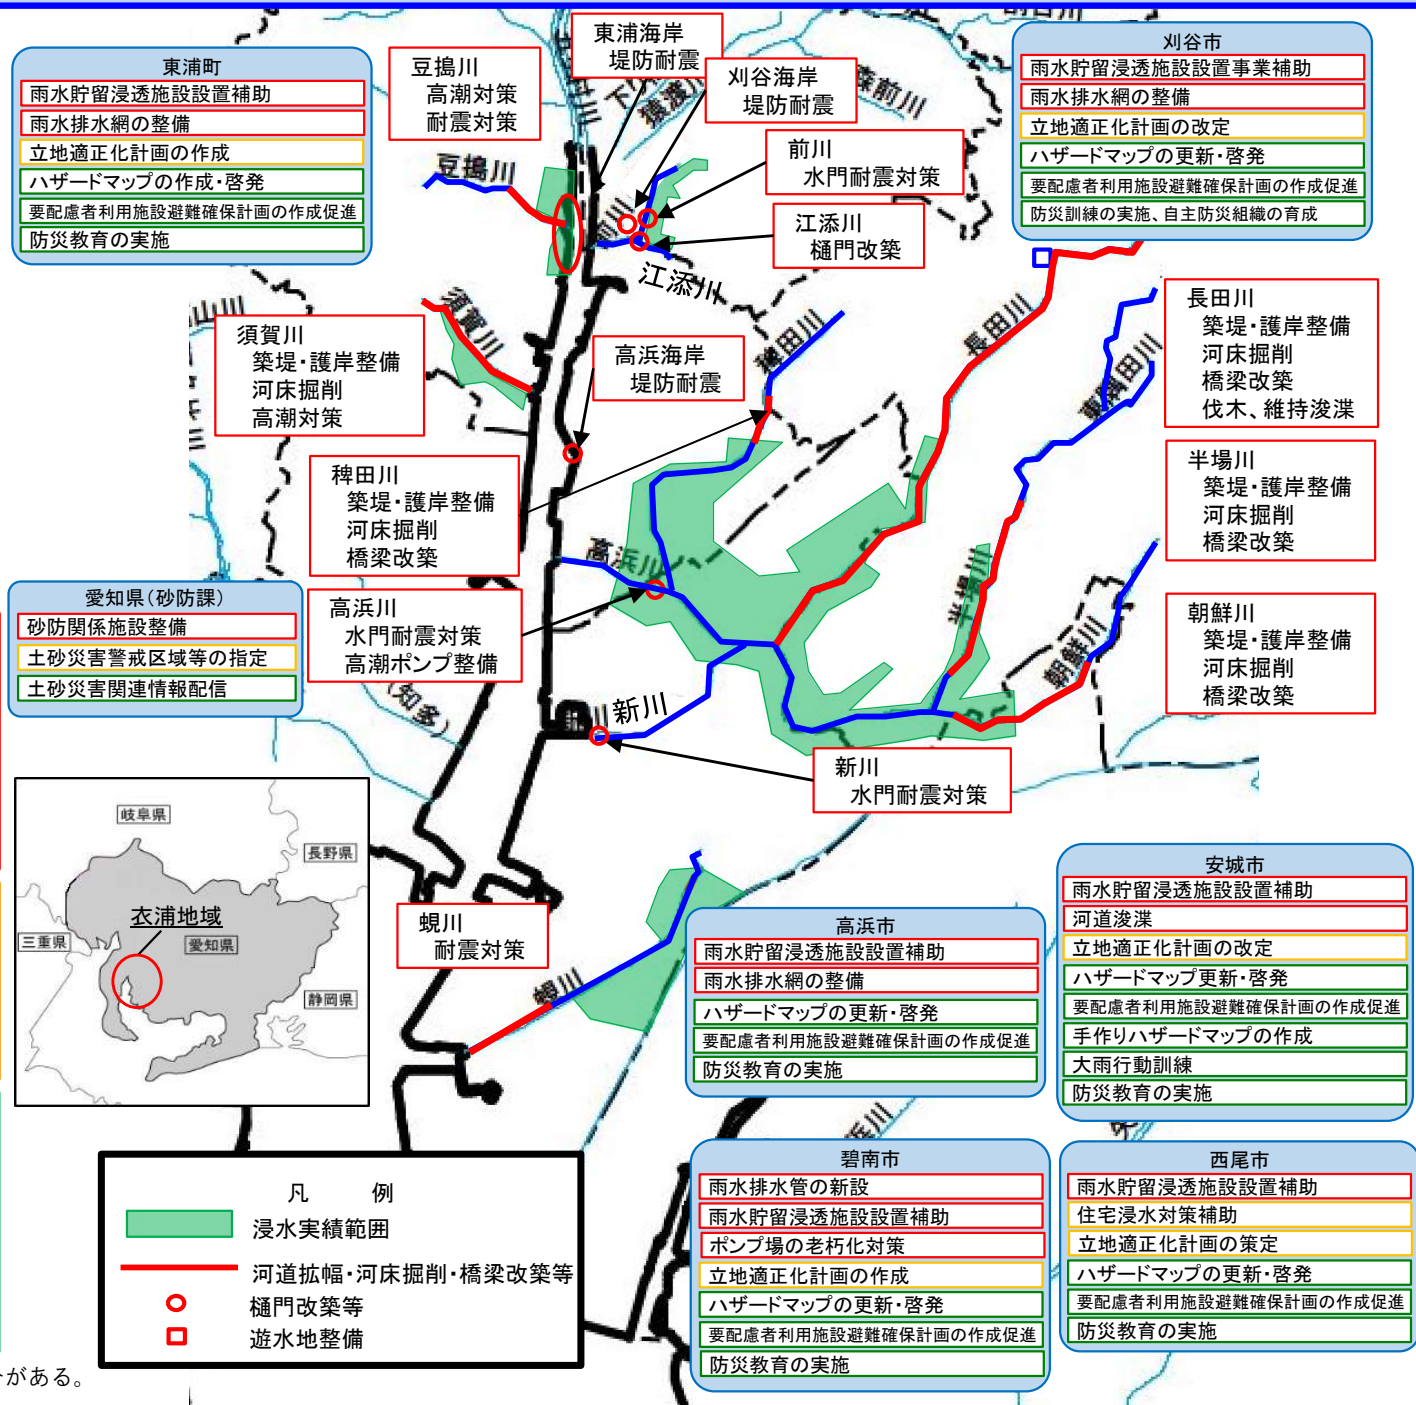 東浦町
雨水貯留浸透施設設置補助
雨水排水網の整備
立地適正化計画の作成
ハザードマップの作成・啓発
要配慮者利用施設避難確保計画の作成促進
防災教育の実施
豆搗川
高潮対策
耐震対策
東浦海岸
堤防耐震
刈谷海岸
堤防耐震
前川
水門耐震対策
江添川
樋門改築
刈谷市
雨水貯留浸透施設設置事業補助
雨水排水網の整備
立地適正化計画の改定
ハザードマップの更新・啓発
要配慮者利用施設避難確保計画の作成促進
防災訓練の実施、自主防災組織の育成
豆搗川
猿渡川
森前川
江添川
須賀川
稗田川
長田川
須賀川
築堤・護岸整備
河床掘削
高潮対策
高浜海岸
堤防耐震
長田川
築堤・護岸整備
河床掘削
橋梁改築
伐木、維持浚渫
稗田川
築堤・護岸整備
河床掘削
橋梁改築
半場川
築堤・護岸整備
河床掘削
橋梁改築
高浜川
半場川
朝鮮川
愛知県(砂防課)
砂防関係施設整備
土砂災害警戒区域等の指定
土砂災害関連情報配信
高浜川
水門耐震対策
高潮ポンプ整備
朝鮮川
築堤・護岸整備
河床掘削
橋梁改築
(知多)
新川
新川
水門耐震対策
岐阜県
長野県
衣浦地域
三重県
愛知県
静岡県
蜆川
耐震対策
蜆川
高浜市
雨水貯留浸透施設設置補助
雨水排水網の整備
ハザードマップの更新・啓発
要配慮者利用施設避難確保計画の作成促進
防災教育の実施
安城市
雨水貯留浸透施設設置補助
河道浚渫
立地適正化計画の改定
ハザードマップ更新・啓発
要配慮者利用施設避難確保計画の作成促進
手作りハザードマップの作成
大雨行動訓練
防災教育の実施
凡 例
浸水実績範囲
河道拡幅・河床掘削・橋梁改築等
樋門改築等
遊水地整備
碧南市
雨水排水管の新設
雨水貯留浸透施設設置補助
ポンプ場の老朽化対策
立地適正化計画の作成
ハザードマップの更新・啓発
要配慮者利用施設避難確保計画の作成促進
防災教育の実施
西尾市
雨水貯留浸透施設設置補助
住宅浸水対策補助
立地適正化計画の策定
ハザードマップの更新・啓発
要配慮者利用施設避難確保計画の作成促進
防災教育の実施
がある。